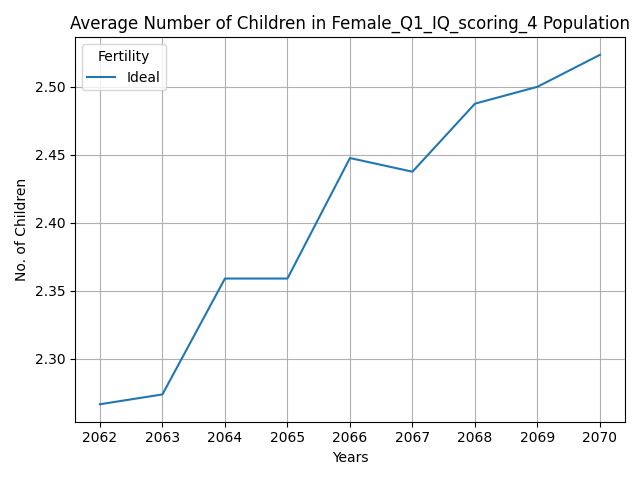 Average Number of Children in Female_Q1_IQ_scoring_4 Population
Fertility
Ideal
No. of Children
2.50
2.45
2.40
2.35
2.30
2062 2063 2064 2065 2066 2067 2068 2069 2070
Years